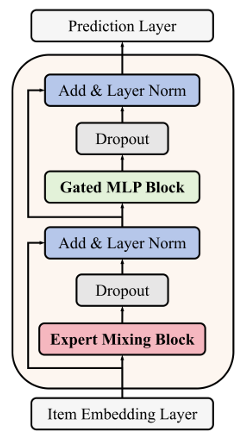 Prediction Layer
Add & Layer Norm
Dropout
Gated MLP Block
Add & Layer Norm
Dropout
Expert Mixing Block
Item Embedding Layer